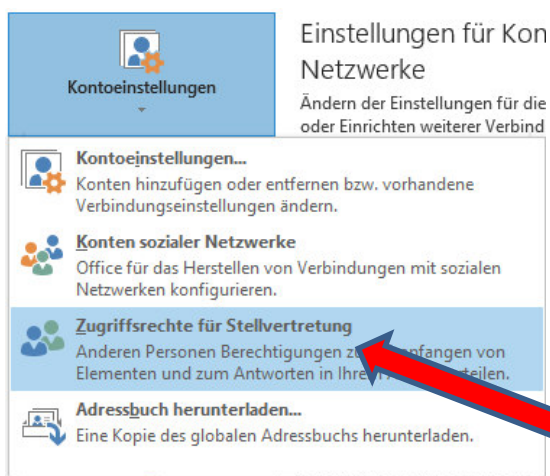 Einstellungen für Kon
Netzwerke
Kontoeinstellungen
Ändern der Einstellungen für die
oder Einrichten weiterer Verbind
Kontoeinstellungen...
Konten hinzufügen oder entfernen bzw. vorhandene
Verbindungseinstellungen ändern.
Konten sozialer Netzwerke
Office für das Herstellen von Verbindungen mit sozialen
Netzwerken konfigurieren.
Zugriffsrechte für Stellvertretung
Anderen Personen Berechtigungen von
Elementen und zum Antworten in
Adressbuch herunterladen...
Eine Kopie des globalen Adressbuchs herunterladen.